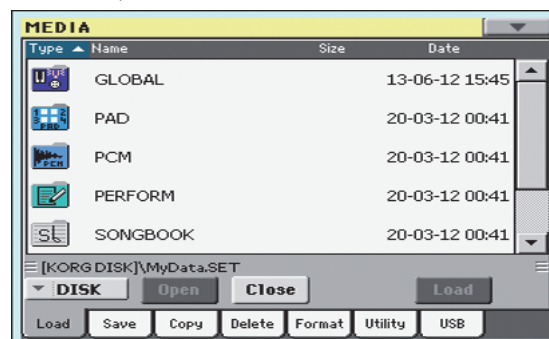 MEDIA
Type Name Size Date
GLOBAL 13-06-12 15:45
PAD 20-03-12 00:41
PCM 20-03-12 00:41
PERFORM 20-03-12 00:41
SONGBOOK 20-03-12 00:41
[KORG DISK]\MyData.SET
DISK Open Close Load
Load Save Copy Delete Format Utility USB